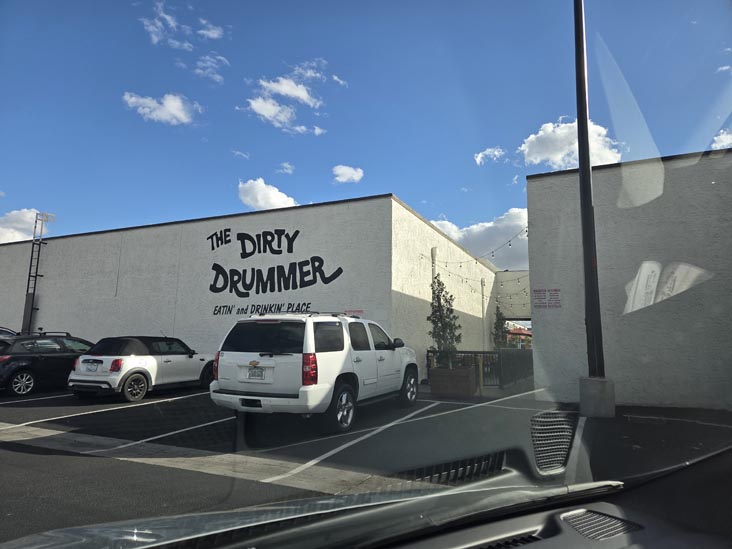 THE DIRTY
DRUMMER
EATIN' and DRINKIN' PLACE